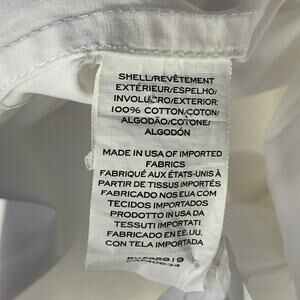 SHELL/REVÊTEMENT
EXTÉRIEUR/ESPELHO/
INVOLUCRO/EXTERIOR:
100% COTTON/COTON/
ALGODÃO/COTONE/
ALGODÓN
MADE IN USA OF IMPORTED
FABRICS
FABRIQUÉ AUX ÉTATS-UNIS À
PARTIR DE TISSUS IMPORTÉS
FABRICADO NOS EUA COM
TECIDOS IMPORTADOS
PRODOTTO IN USA DA
TESSUTI IMPORTATI
FABRICADO EN EE.UU.
CON TELA IMPORTADA